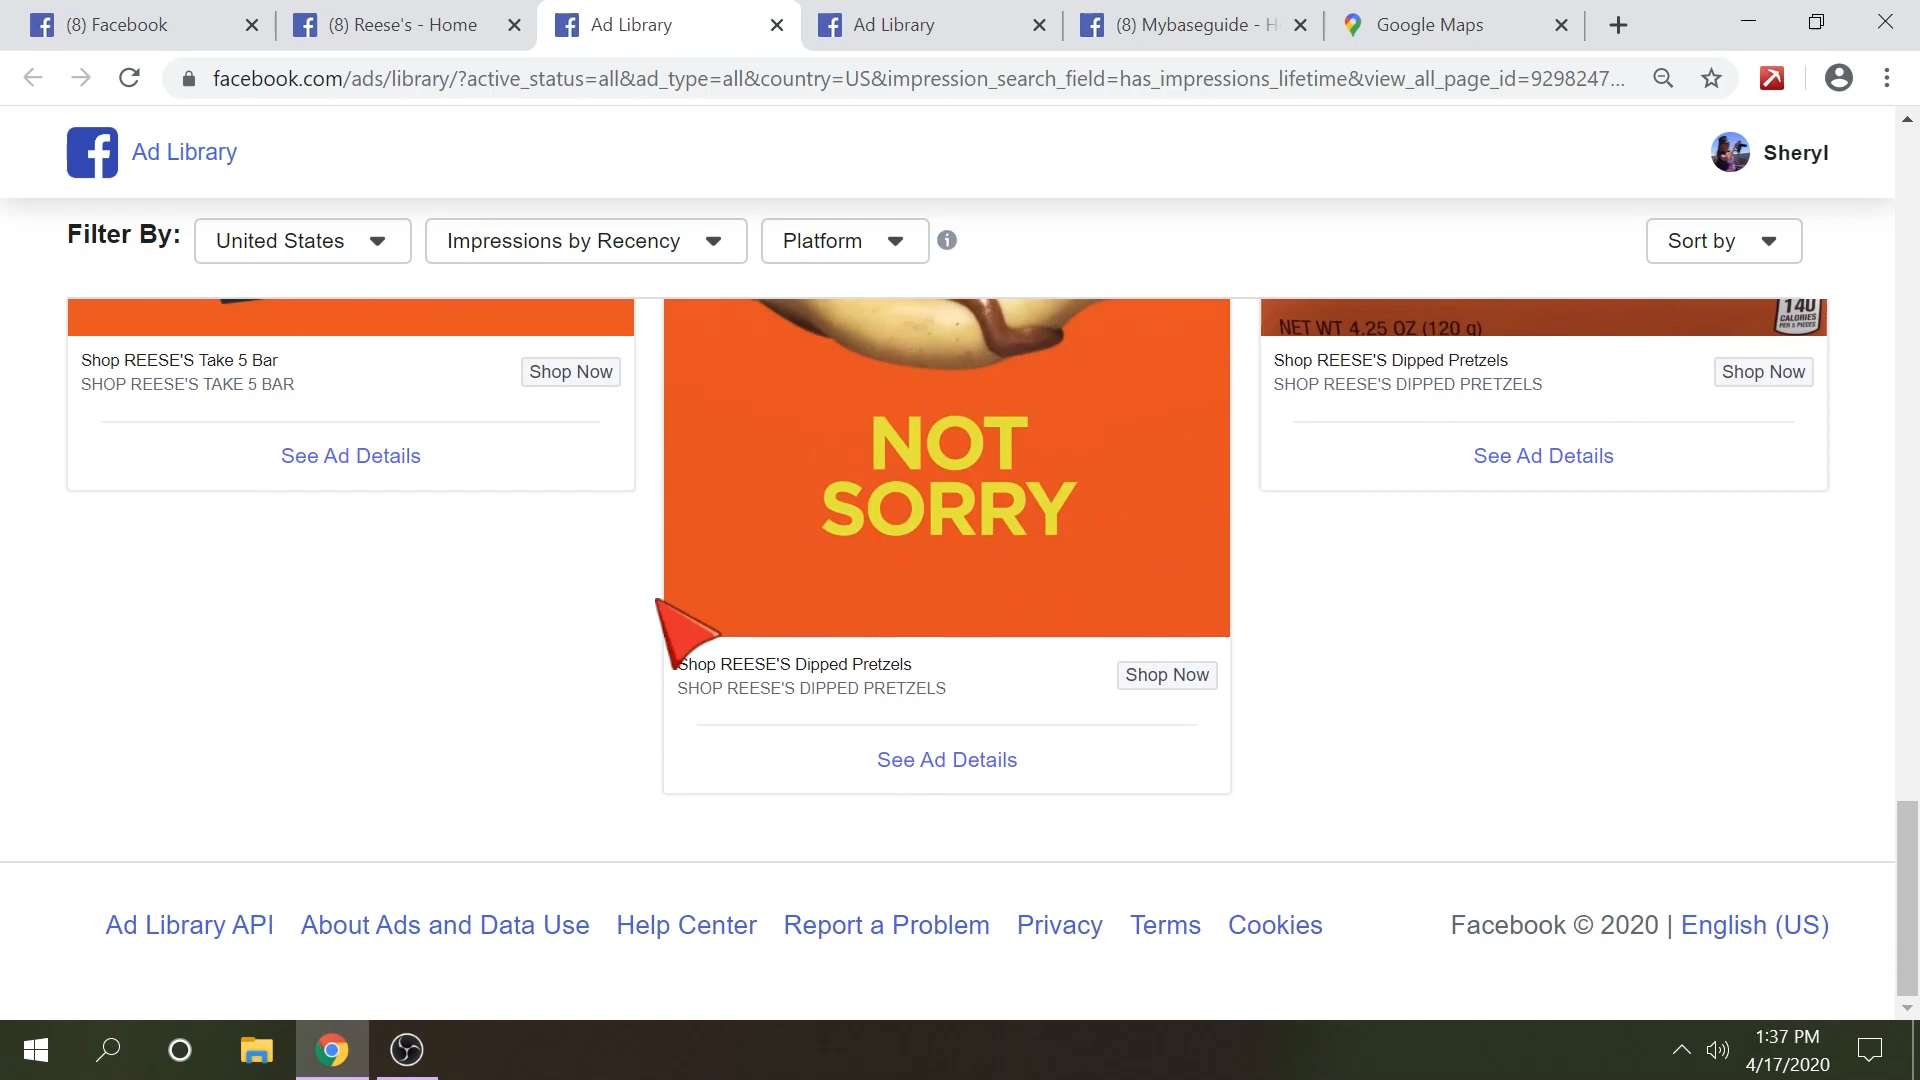 (8) Facebook
(8) Reese's - Home
Ad Library
Ad Library
(8) Mybaseguide - H
Google Maps
facebook.com/ads/library/?active_status=all&ad_type=all&country=US&impression_search_field=has_impressions_lifetime&view_all_page_id=9298247...
Ad Library
Sheryl
Filter By:
United States
Impressions by Recency
Platform
Sort by
NET WT 4.25 OZ (120 g)
140
CALORIES
PER 5 PIECES
Shop REESE'S Take 5 Bar
SHOP REESE'S TAKE 5 BAR
Shop Now
See Ad Details
NOT
SORRY
Shop REESE'S Dipped Pretzels
SHOP REESE'S DIPPED PRETZELS
Shop Now
See Ad Details
Shop REESE'S Dipped Pretzels
SHOP REESE'S DIPPED PRETZELS
Shop Now
See Ad Details
Ad Library API
About Ads and Data Use
Help Center
Report a Problem
Privacy
Terms
Cookies
Facebook © 2020 | English (US)
1:37 PM
4/17/2020